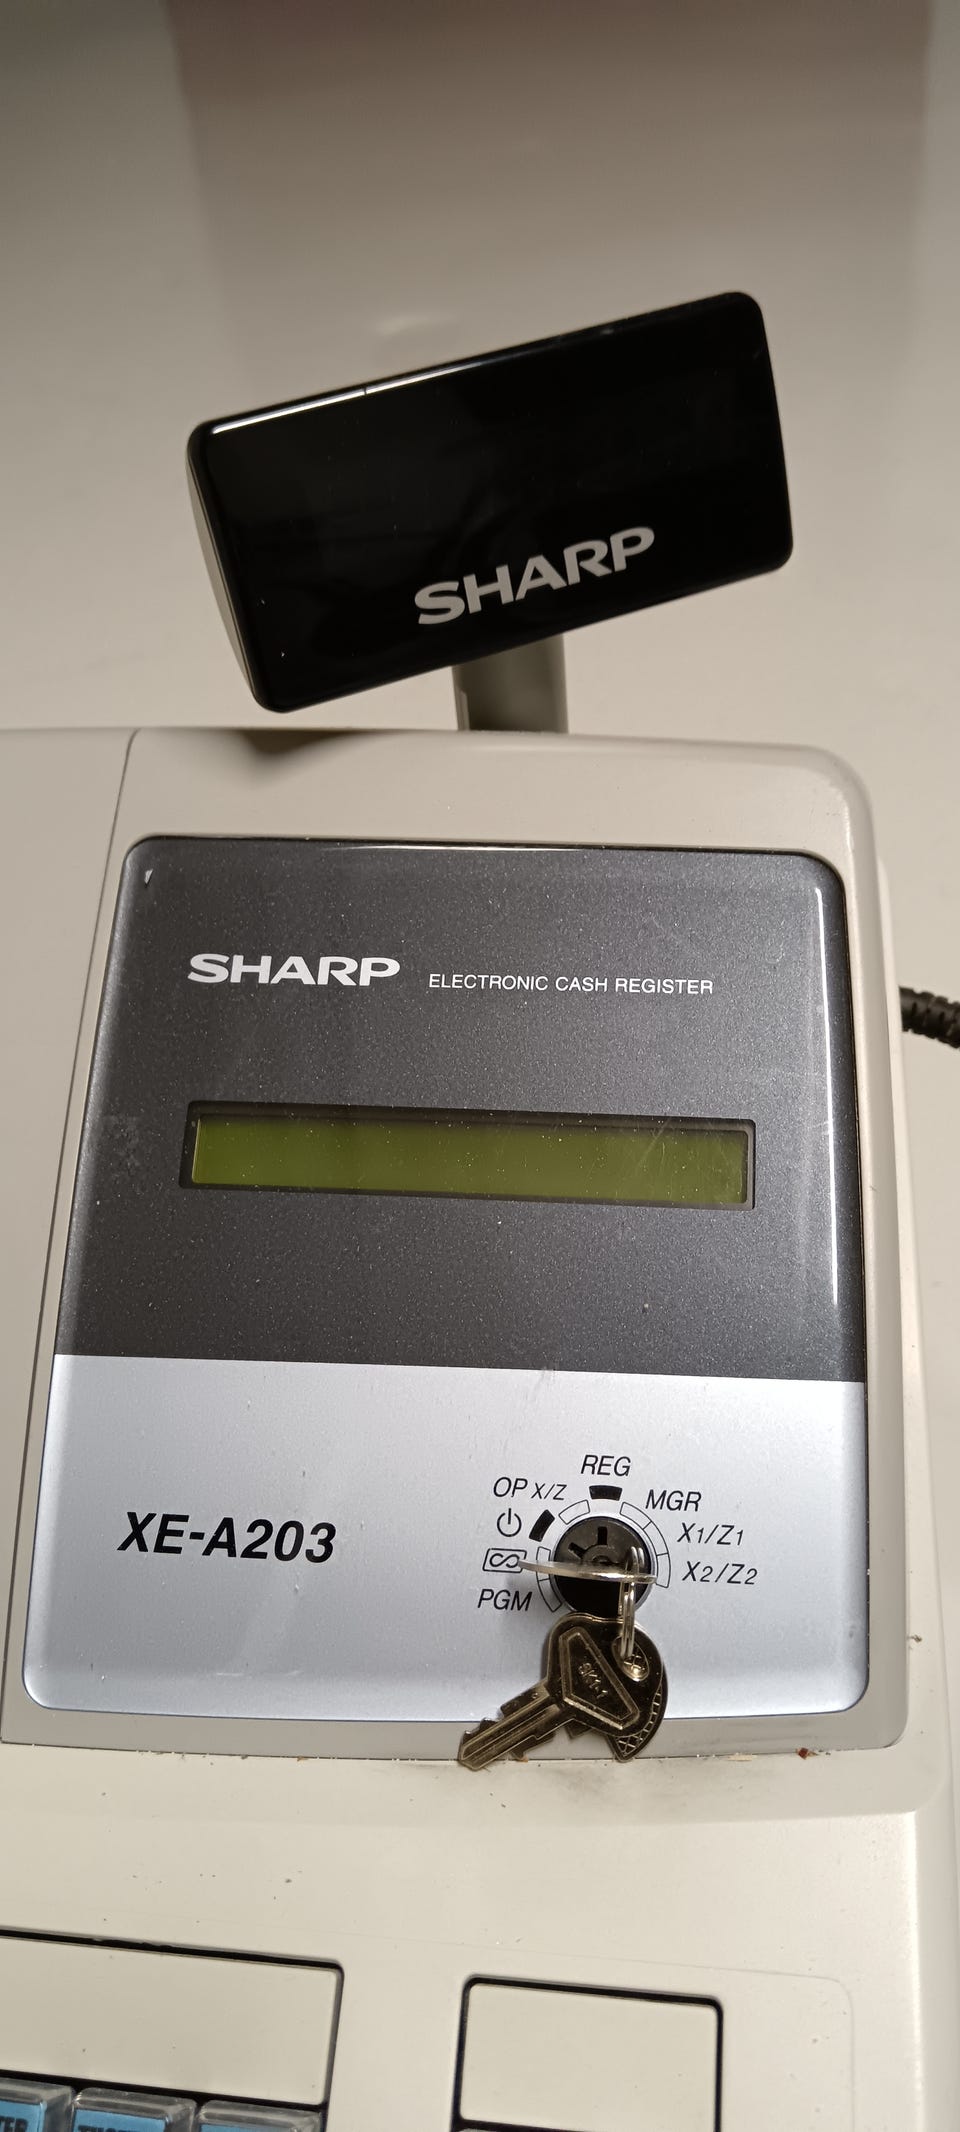 SHARP
SHARP ELECTRONIC CASH REGISTER
REG
OP X/Z MGR
X1/Z1
X2/Z2
PGM
XE-A203